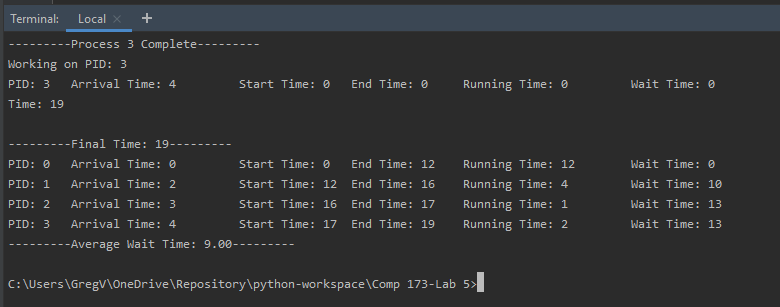 Terminal: Local × +
---------Process 3 Complete---------
Working on PID: 3
PID: 3 Arrival Time: 4 Start Time: 0 End Time: 0 Running Time: 0 Wait Time: 0
Time: 19
---------Final Time: 19---------
PID: 0 Arrival Time: 0 Start Time: 0 End Time: 12 Running Time: 12 Wait Time: 0
PID: 1 Arrival Time: 2 Start Time: 12 End Time: 16 Running Time: 4 Wait Time: 10
PID: 2 Arrival Time: 3 Start Time: 16 End Time: 17 Running Time: 1 Wait Time: 13
PID: 3 Arrival Time: 4 Start Time: 17 End Time: 19 Running Time: 2 Wait Time: 13
---------Average Wait Time: 9.00---------
C:\Users\GregV\OneDrive\Repository\python-workspace\Comp 173-Lab 5>